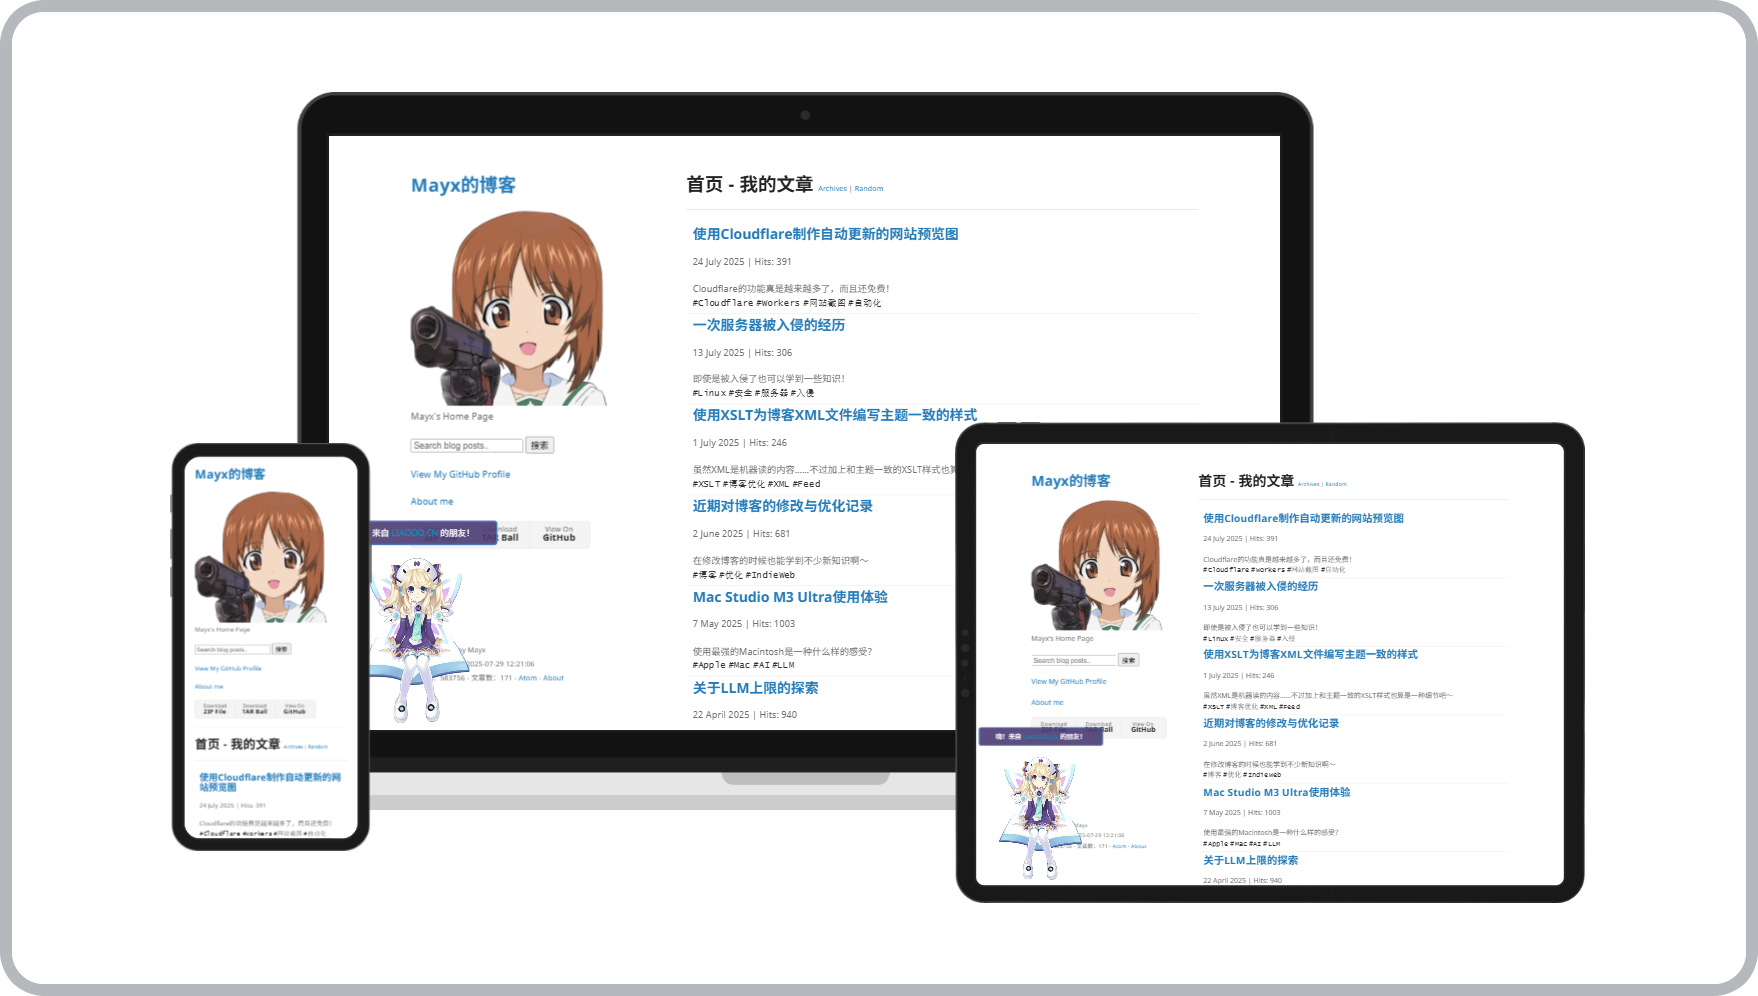 Mayx的博客
Mayx's Home Page
搜索
View My GitHub Profile
About me
来自 LIAOOO.CN 的朋友！
nload
Ball
View On
GitHub
by Mayx
2025-07-29 12:21:06
583756 - 文章数：171 - Atom - About
首页 - 我的文章 Archives | Random
使用Cloudflare制作自动更新的网站预览图
24 July 2025 | Hits: 391
Cloudflare的功能真是越来越多了，而且还免费！
#Cloudflare #Workers #网站截图 #自动化
一次服务器被入侵的经历
13 July 2025 | Hits: 306
即使是被入侵了也可以学到一些知识！
#Linux #安全 #服务器 #入侵
使用XSLT为博客XML文件编写主题一致的样式
1 July 2025 | Hits: 246
虽然XML是机器读的内容……不过加上和主题一致的XSLT样式也
#XSLT #博客优化 #XML #Feed
近期对博客的修改与优化记录
2 June 2025 | Hits: 681
在修改博客的时候也能学到不少新知识啊～
#博客 #优化 #IndieWeb
Mac Studio M3 Ultra使用体验
7 May 2025 | Hits: 1003
使用最强的Macintosh是一种什么样的感受？
#Apple #Mac #AI #LLM
关于LLM上限的探索
22 April 2025 | Hits: 940
Mayx的博客
Mayx's Home Page
Search blog posts..
搜索
View My GitHub Profile
About me
Download
ZIP File
Download
TAR Ball
View On
GitHub
首页 - 我的文章 Archives | Random
使用Cloudflare制作自动更新的网
站预览图
24 July 2025 | Hits: 391
Cloudflare的功能真是越来越多了，而且还免费！
#Cloudflare #Workers #网站截图 #自动化
Mayx的博客
Mayx's Home Page
Search blog posts..
搜索
View My GitHub Profile
About me
Download
Download
Ball
View On
GitHub
嗨！来自 的朋友！
Mayx
25-07-29 12:21:06
- 文章数：171 - Atom - About
首页 - 我的文章 Archives | Random
使用Cloudflare制作自动更新的网站预览图
24 July 2025 | Hits: 391
Cloudflare的功能真是越来越多了，而且还免费！
#Cloudflare #Workers #网站截图 #自动化
一次服务器被入侵的经历
13 July 2025 | Hits: 306
即使是被入侵了也可以学到一些知识！
#Linux #安全 #服务器 #入侵
使用XSLT为博客XML文件编写主题一致的样式
1 July 2025 | Hits: 246
虽然XML是机器读的内容……不过加上和主题一致的XSLT样式也算是一种细节吧～
#XSLT #博客优化 #XML #Feed
近期对博客的修改与优化记录
2 June 2025 | Hits: 681
在修改博客的时候也能学到不少新知识啊～
#博客 #优化 #IndieWeb
Mac Studio M3 Ultra使用体验
7 May 2025 | Hits: 1003
使用最强的Macintosh是一种什么样的感受？
#Apple #Mac #AI #LLM
关于LLM上限的探索
22 April 2025 | Hits: 940